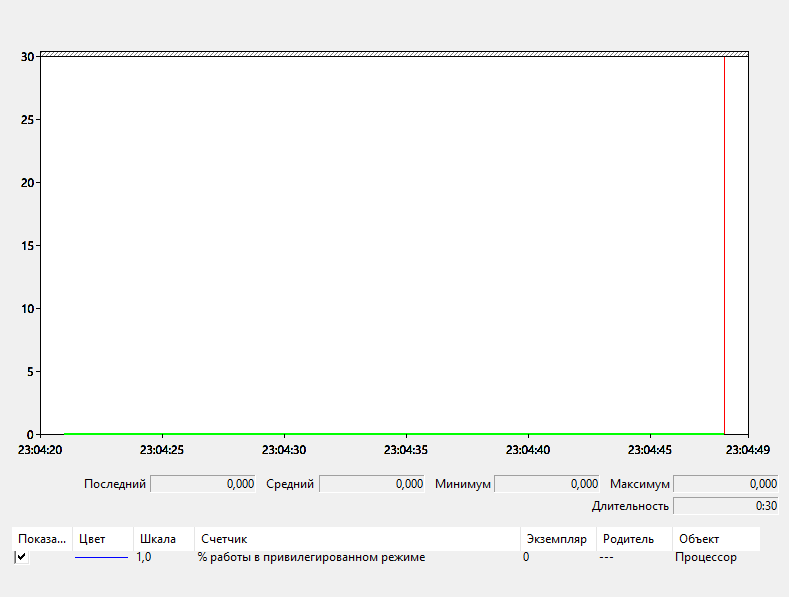 30
25
20
15
10
5
0
23:04:20 23:04:25 23:04:30 23:04:35 23:04:40 23:04:45 23:04:49
Последний 0,000 Средний 0,000 Минимум 0,000 Максимум 0,000
Длительность 0:30
Показа... Цвет Шкала Счетчик Экземпляр Родитель Объект
1,0 % работы в привилегированном режиме 0 --- Процессор